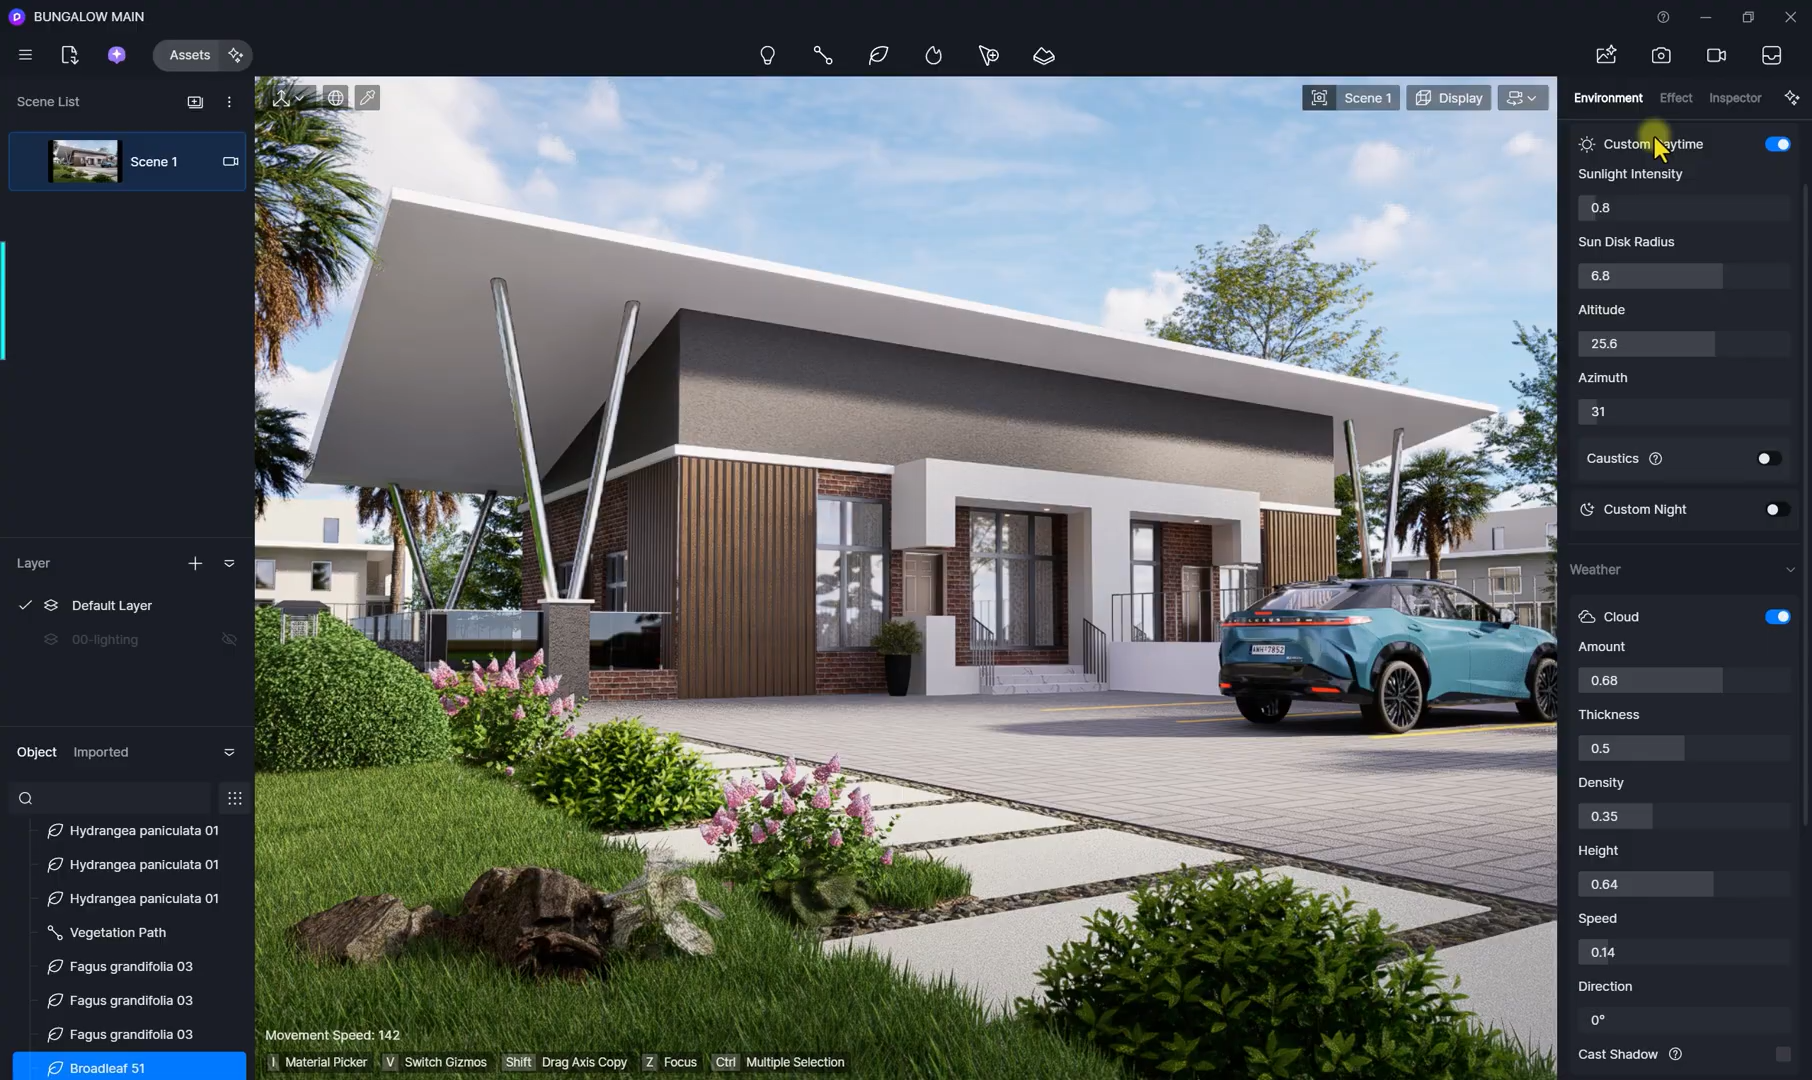 BUNGALOW MAIN
Assets
Scene List
Scene 1
Layer
Default Layer
00-lighting
Object Imported
Hydrangea paniculata 01
Hydrangea paniculata 01
Hydrangea paniculata 01
Vegetation Path
Fagus grandifolia 03
Fagus grandifolia 03
Fagus grandifolia 03
Broadleaf 51
Scene 1 Display
Movement Speed: 142
I Material Picker V Switch Gizmos Shift Drag Axis Copy Z Focus Ctrl Multiple Selection
Environment Effect Inspector
Custom
Sunlight Intensity
0.8
Sun Disk Radius
6.8
Altitude
25.6
Azimuth
31
Caustics
Custom Night
Weather
Cloud
Amount
0.68
Thickness
0.5
Density
0.35
Height
0.64
Speed
0.14
Direction
0°
Cast Shadow